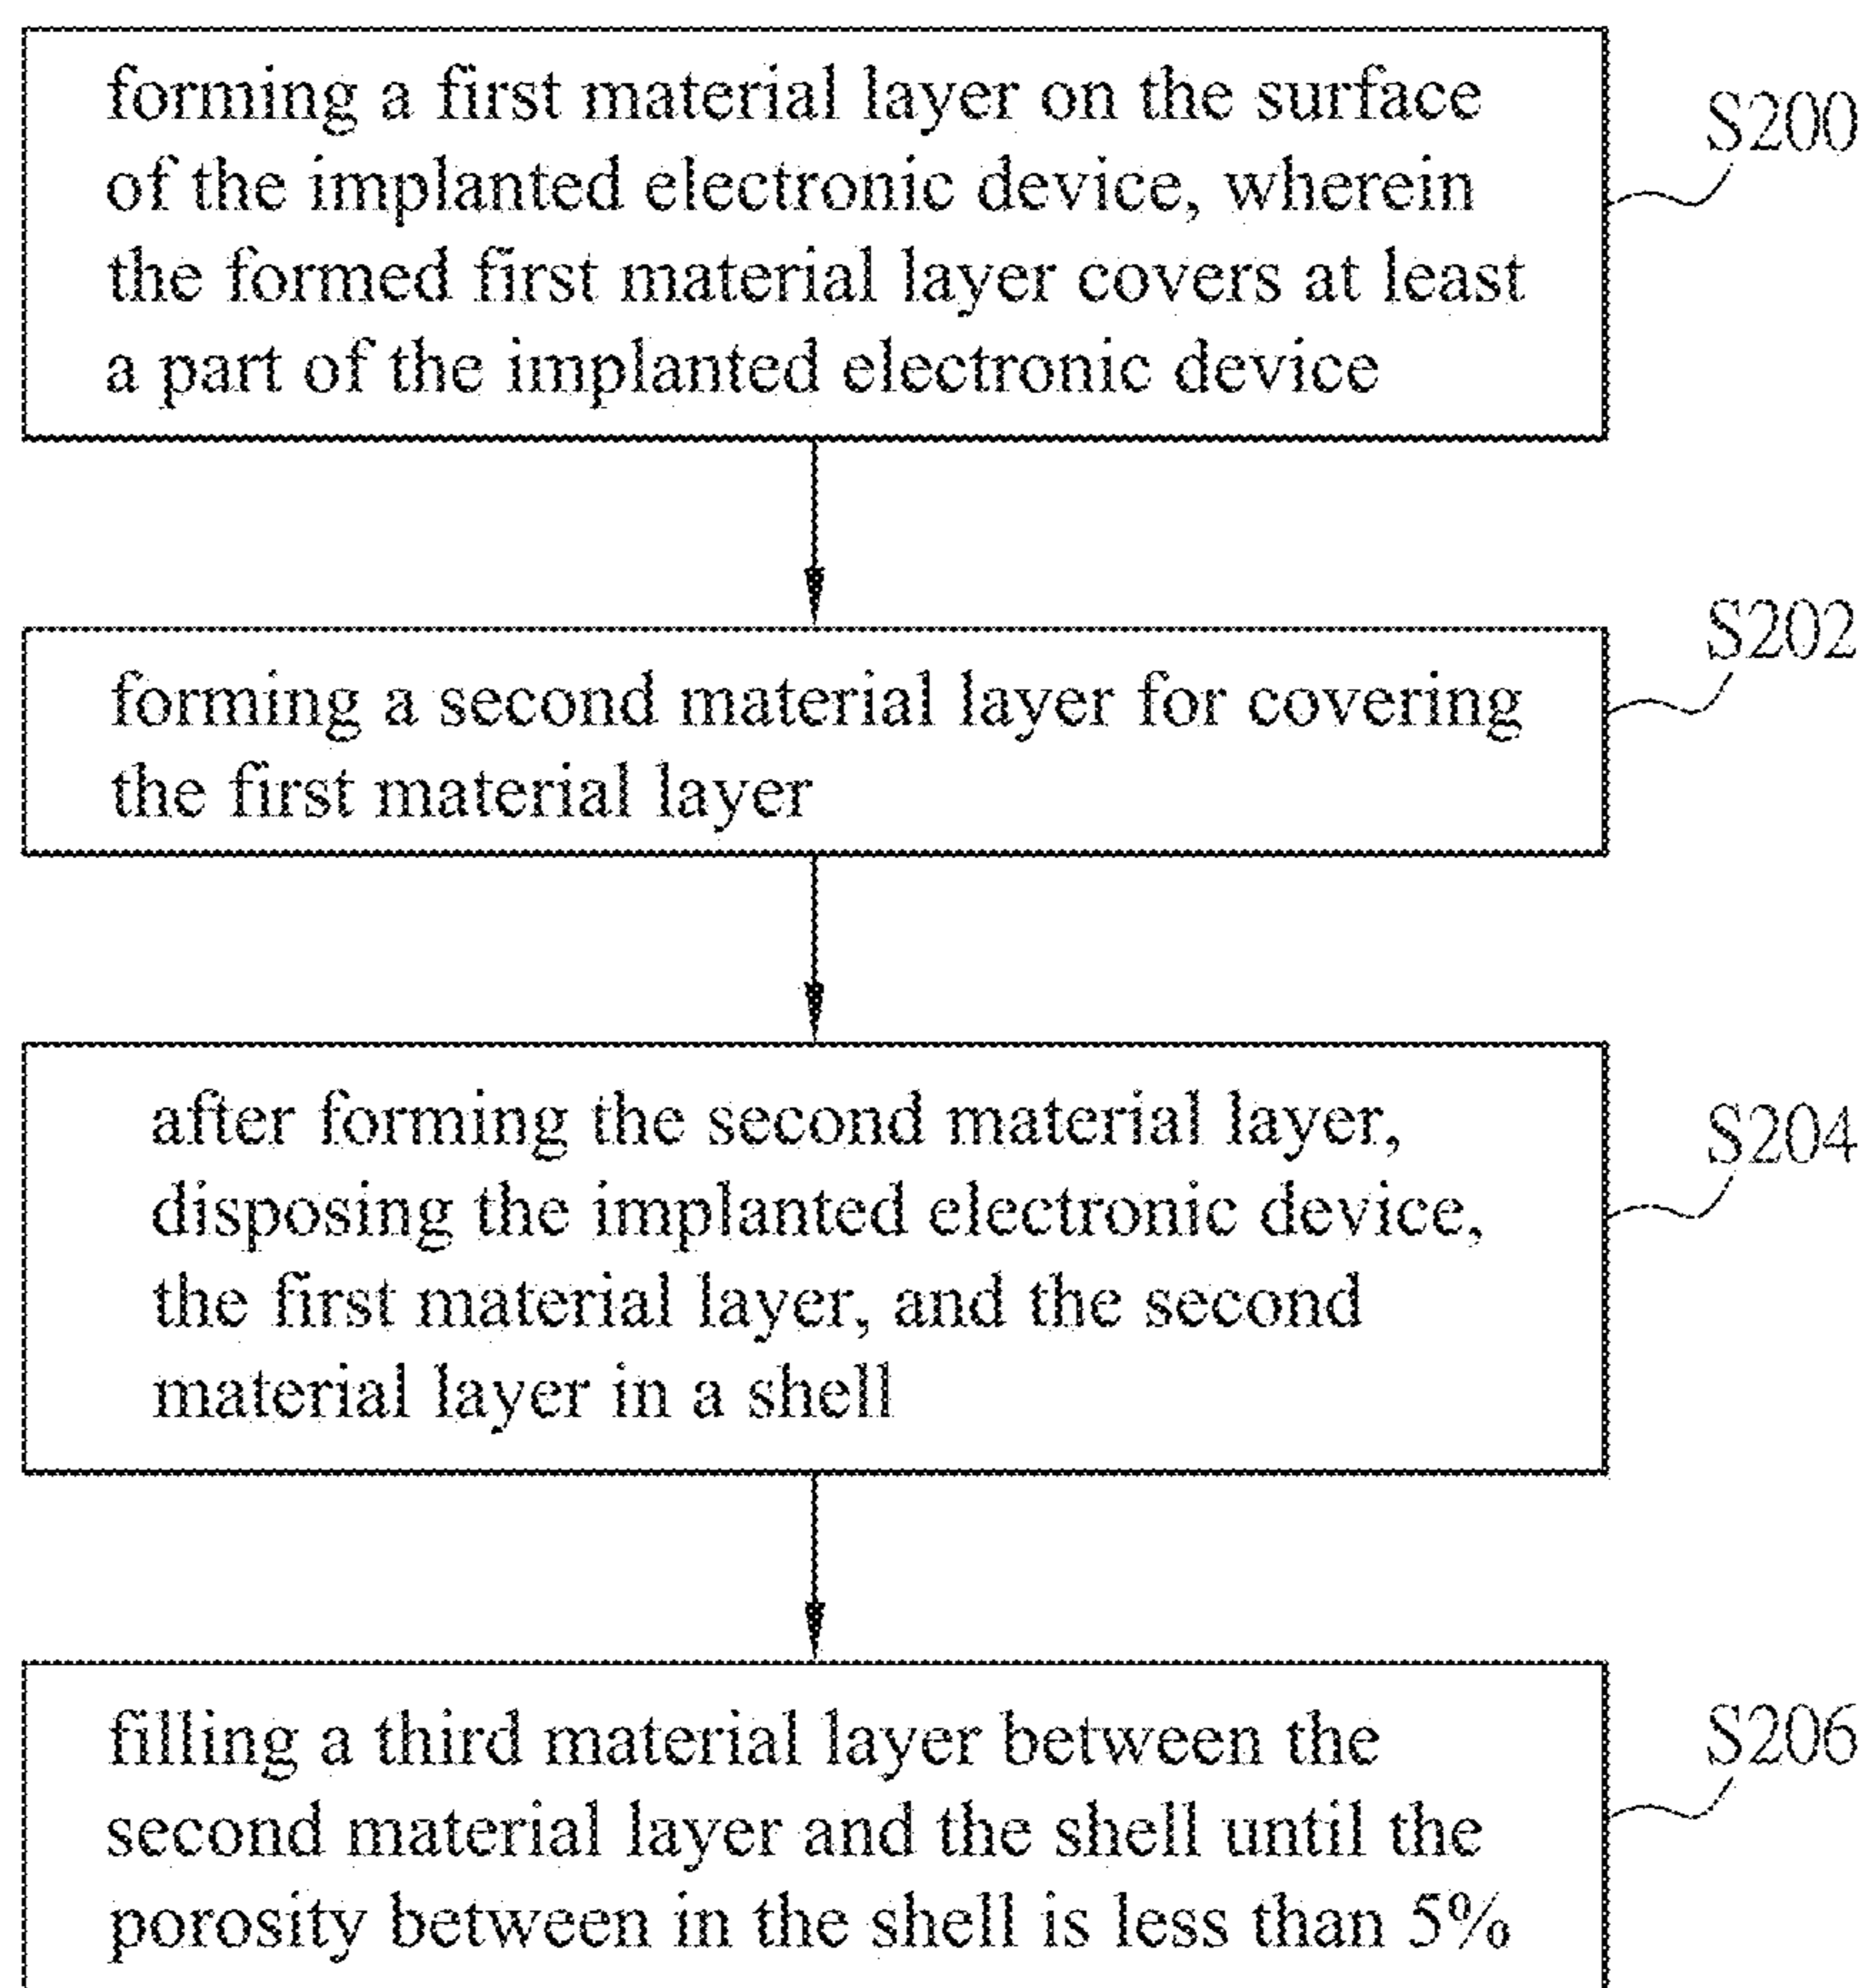 forming a first material layer on the surface
of the implanted electronic device, wherein
the formed first material layer covers at least
a part of the implanted electronic device
S200
forming a second material layer for covering
the first material layer
S202
after forming the second material layer,
disposing the implanted electronic device,
the first material layer, and the second
material layer in a shell
S204
filling a third material layer between the
second material layer and the shell until the
porosity between in the shell is less than 5%
S206